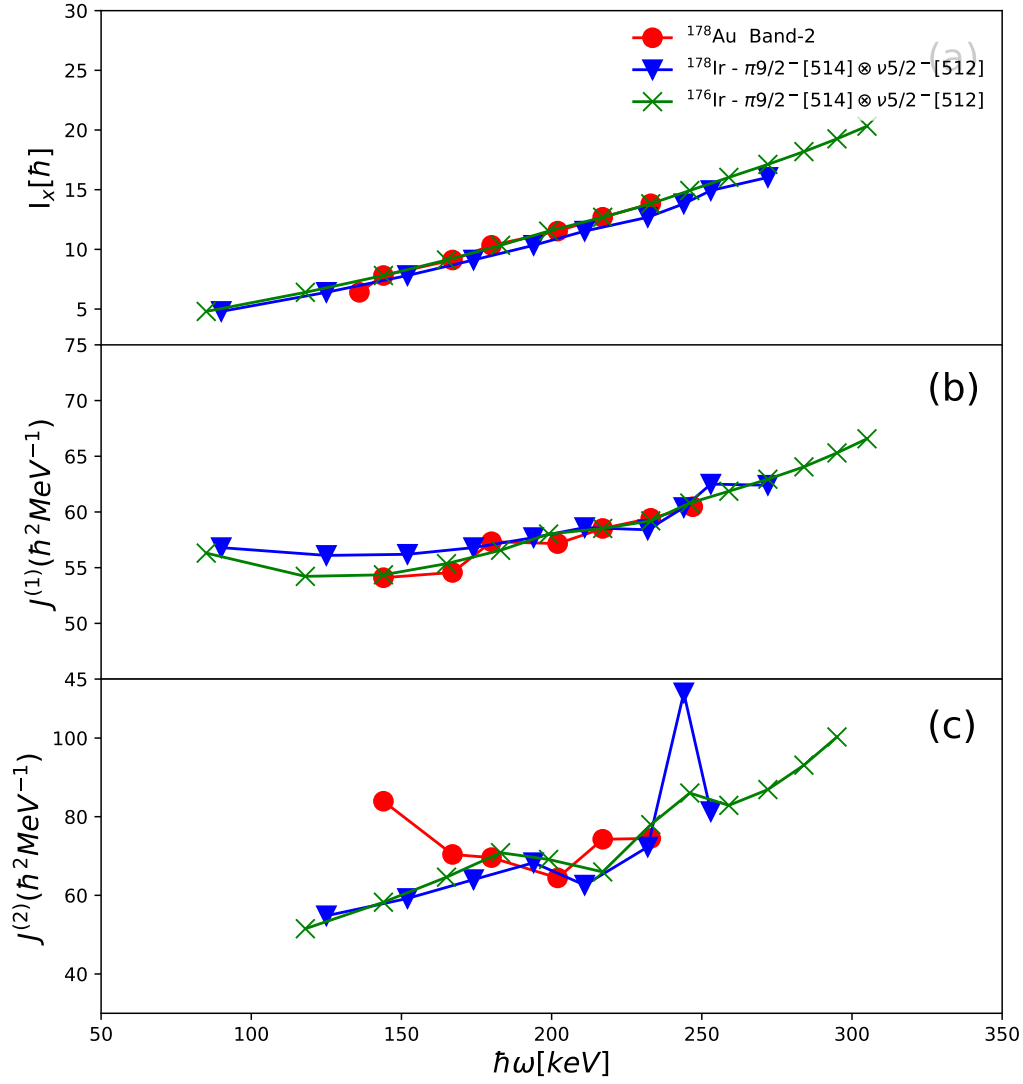 30
25
20
15
10
5
I_x[ħ]
(a)
¹⁷⁸Au Band-2
¹⁷⁸Ir - π9/2⁻[514] ⊗ ν5/2⁻[512]
¹⁷⁶Ir - π9/2⁻[514] ⊗ ν5/2⁻[512]
75
70
65
60
55
50
45
J⁽¹⁾(ħ²MeV⁻¹)
(b)
100
80
60
40
J⁽²⁾(ħ²MeV⁻¹)
(c)
50 100 150 200 250 300 350
ħω[keV]